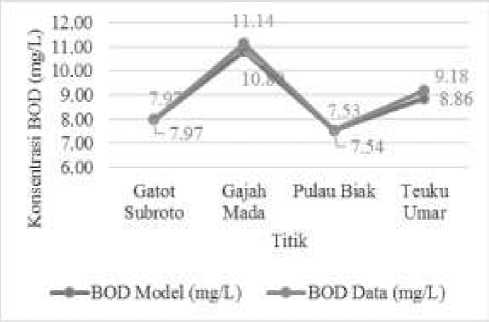 Konsentrasi BOD (mg/L)
12,00
11,00
10,00
9,00
8,00
7,00
6,00
11.14
7.97
7.97
7,53
7.54
9.18
8.86
Gatot Subroto
Gajah Mada
Pulau Biak
Teuku Umar
Titik
BOD Model (mg/L)
BOD Data (mg/L)